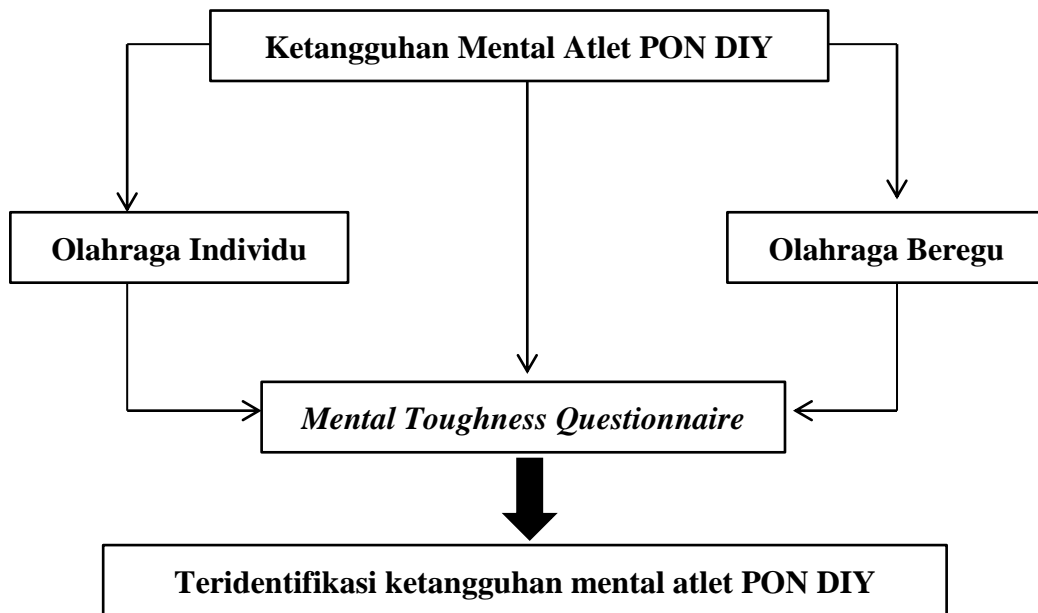 Ketangguhan Mental Atlet PON DIY
Olahraga Individu
Olahraga Beregu
Mental Toughness Questionnaire
Teridentifikasi ketangguhan mental atlet PON DIY